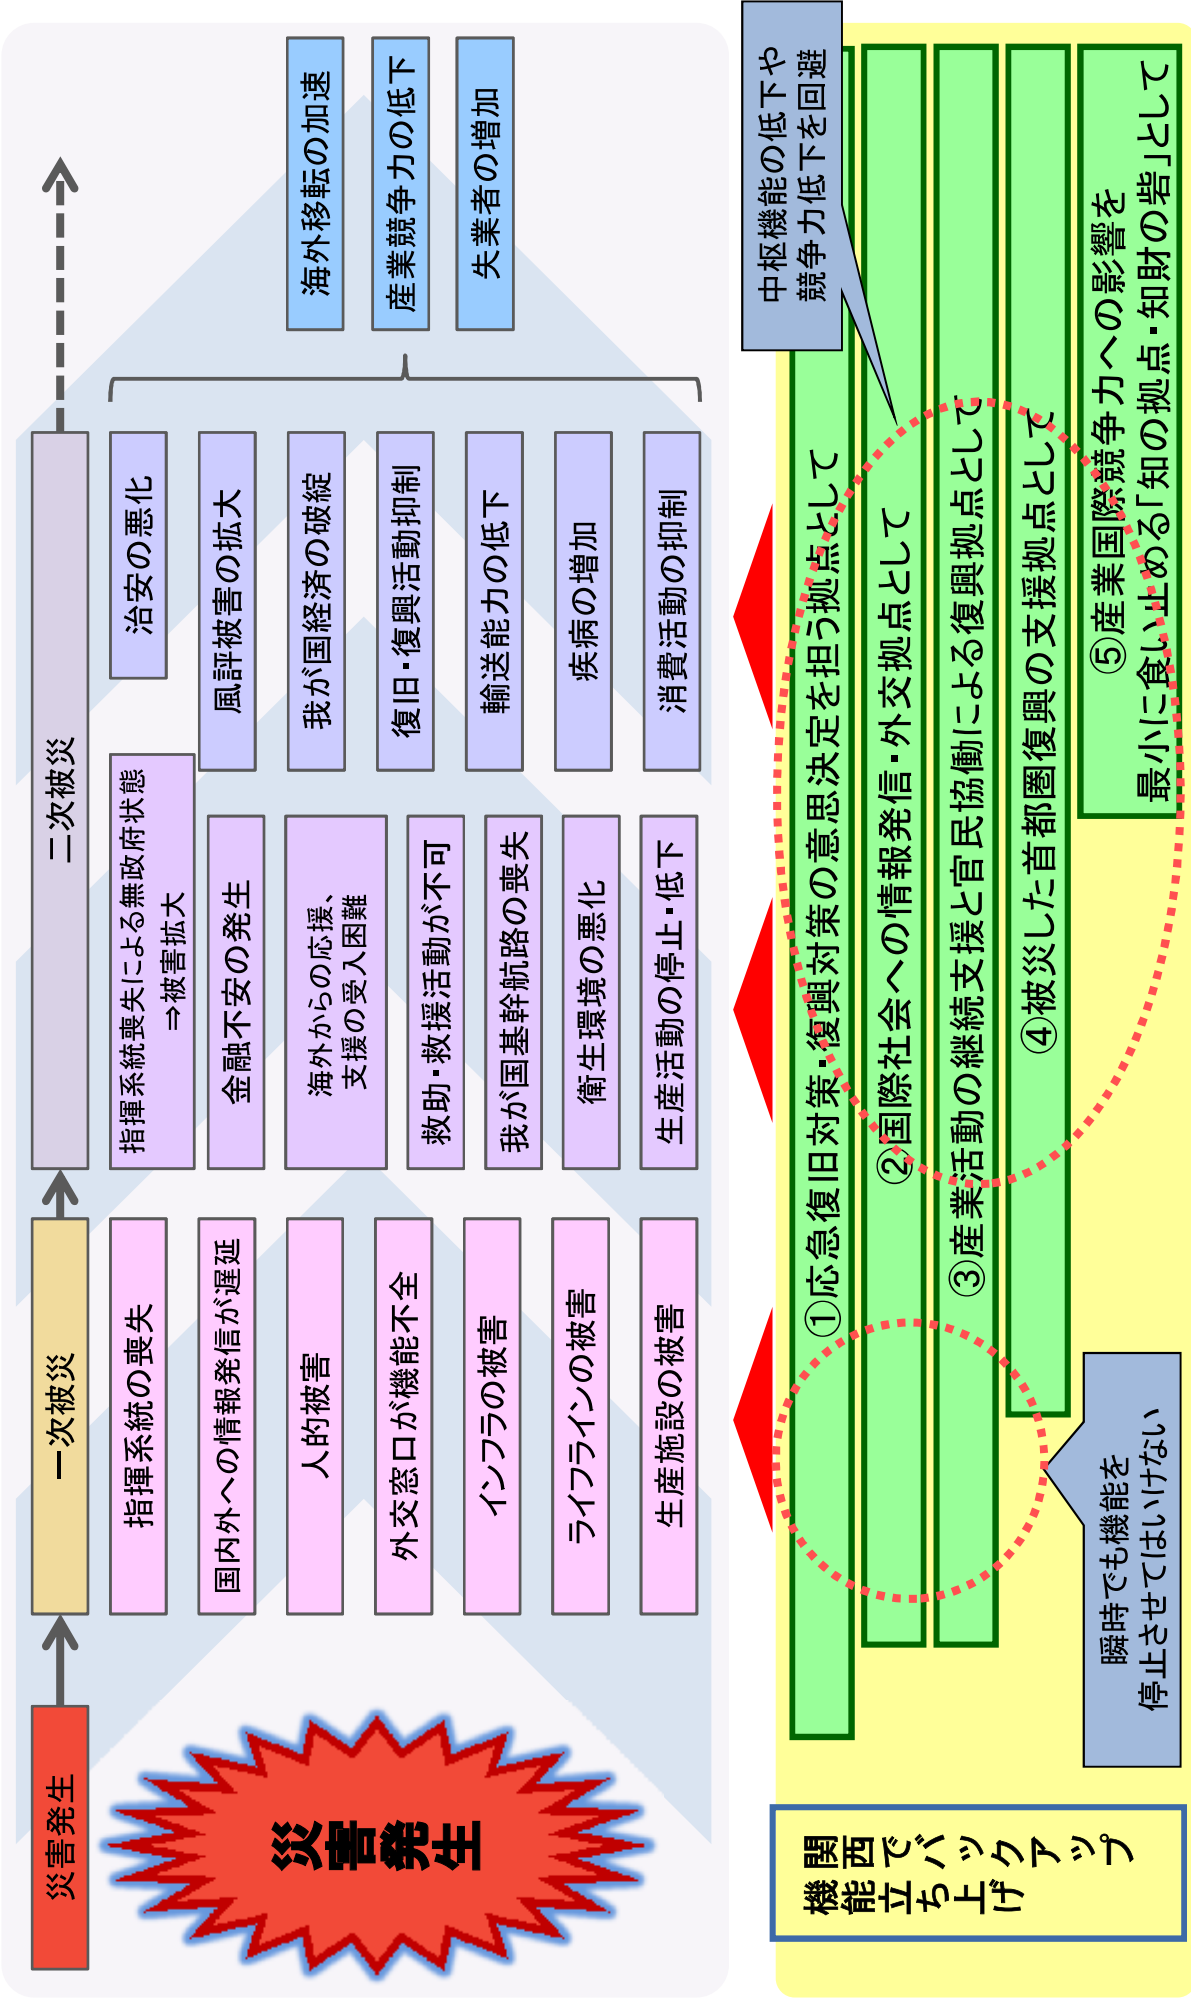 災害発生
一次被災
二次被災
災害発生
指揮系統の喪失
国内外への情報発信が遅延
人的被害
外交窓口が機能不全
インフラの被害
ライフラインの被害
生産施設の被害
指揮系統喪失による無政府状態
⇒被害拡大
金融不安の発生
海外からの応援、
支援の受入困難
救助・救援活動が不可
我が国基幹航路の喪失
衛生環境の悪化
生産活動の停止・低下
治安の悪化
風評被害の拡大
我が国経済の破綻
復旧・復興活動抑制
輸送能力の低下
疾病の増加
消費活動の抑制
海外移転の加速
産業競争力の低下
失業者の増加
機関西でバックアップ
能立ち上げ
①応急復旧対策・復興対策の意思決定を担う拠点として
②国際社会への情報発信・外交拠点として
③産業活動の継続支援と官民協働による復興拠点として
④被災した首都圏復興の支援拠点として
⑤産業国際競争力への影響を
最小に食い止める「知の拠点・知財の砦」として
瞬時でも機能を
停止させてはいけない
中枢機能の低下や
競争力低下を回避